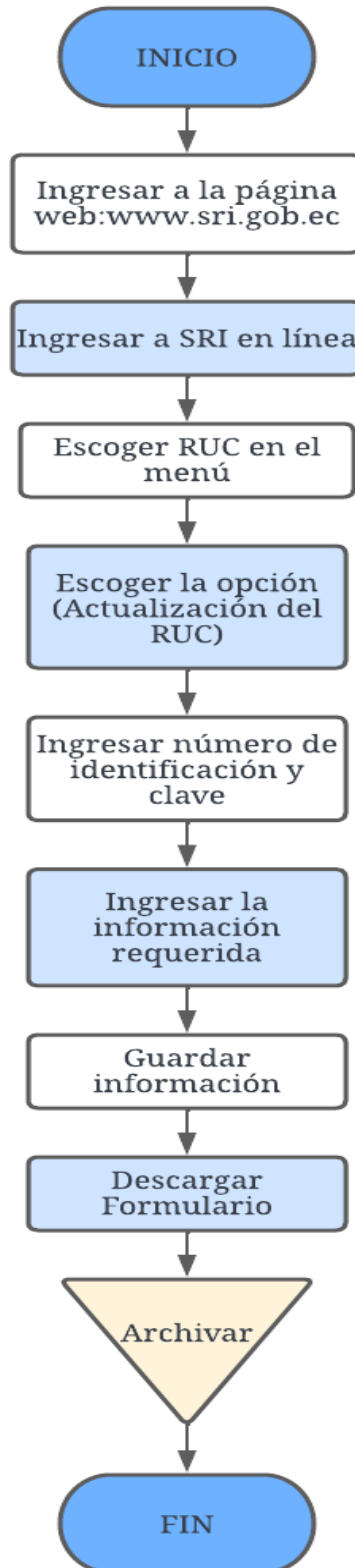 INICIO
Ingresar a la página
web:www.sri.gob.ec
Ingresar a SRI en línea
Escoger RUC en el
menú
Escoger la opción
(Actualización del
RUC)
Ingresar número de
identificación y
clave
Ingresar la
información
requerida
Guardar
información
Descargar
Formulario
Archivar
FIN